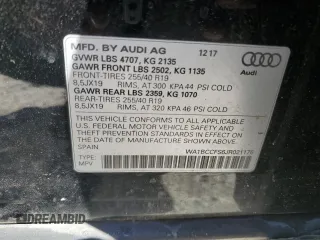 MFD. BY AUDI AG 12 17
GVWR LBS 4707, KG 2135
GAWR FRONT LBS 2502, KG 1135
FRONT-TIRES 255/40 R19
8,5JX19 RIMS, AT 300 KPA 44 PSI COLD
GAWR REAR LBS 2359, KG 1070
REAR-TIRES 255/40 R19
8,5JX19 RIMS, AT 320 KPA 46 PSI COLD
Audi
THIS VEHICLE CONFORMS TO ALL APPLICABLE
U.S. FEDERAL MOTOR VEHICLE SAFETY, BUMPER, AND
THEFT PREVENTION STANDARDS IN EFFECT ON THE
DATE OF MANUFACTURE SHOWN ABOVE.
TYPE:
MPV
DREAMBID